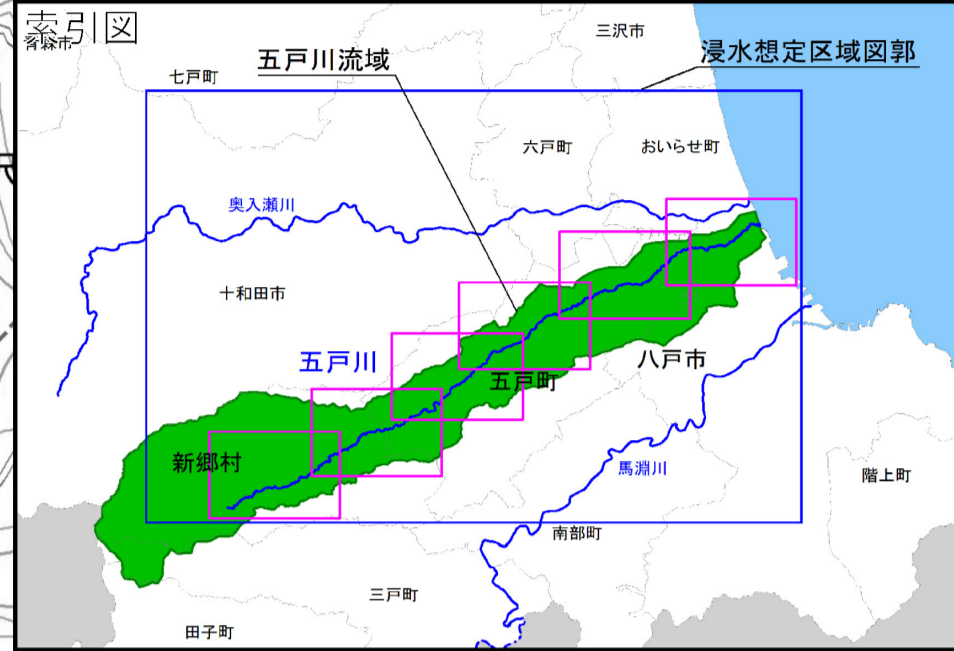 索引図
青森市
三沢市
五戸川流域
浸水想定区域図郭
七戸町
六戸町
おいらせ町
奥入瀬川
十和田市
五戸川
八戸市
五戸町
新郷村
馬淵川
階上町
南部町
三戸町
田子町